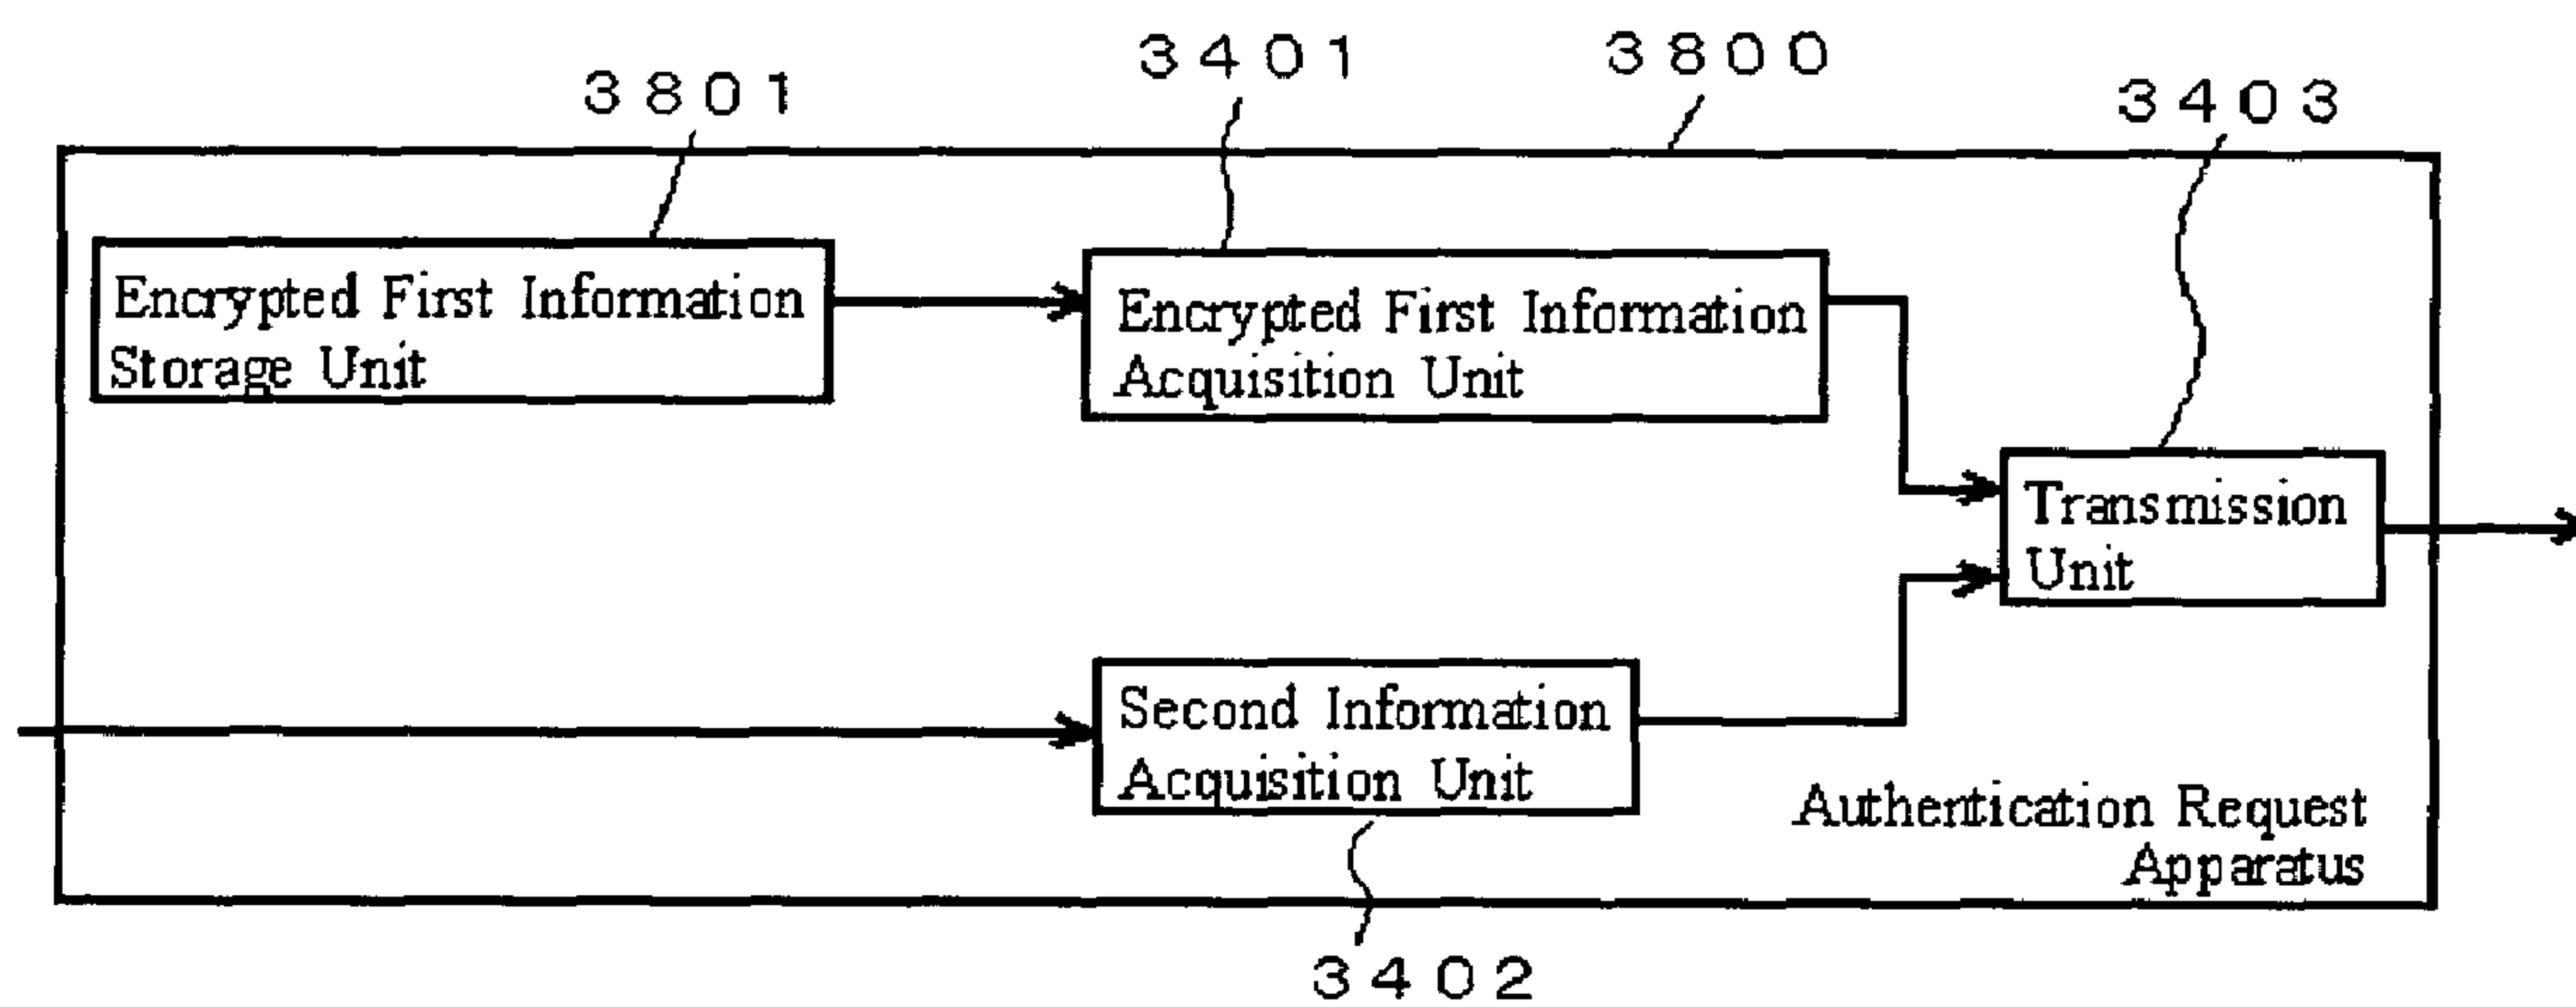 3801
3401
3800
3403
Encrypted First Information
Storage Unit
Encrypted First Information
Acquisition Unit
Transmission
Unit
Second Information
Acquisition Unit
Authentication Request
Apparatus
3402